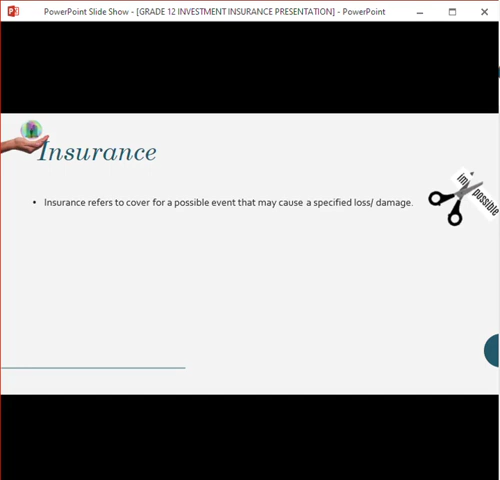 PowerPoint Slide Show - [GRADE 12 INVESTMENT INSURANCE PRESENTATION] - PowerPoint
Insurance
• Insurance refers to cover for a possible event that may cause a specified loss/ damage.
im possible